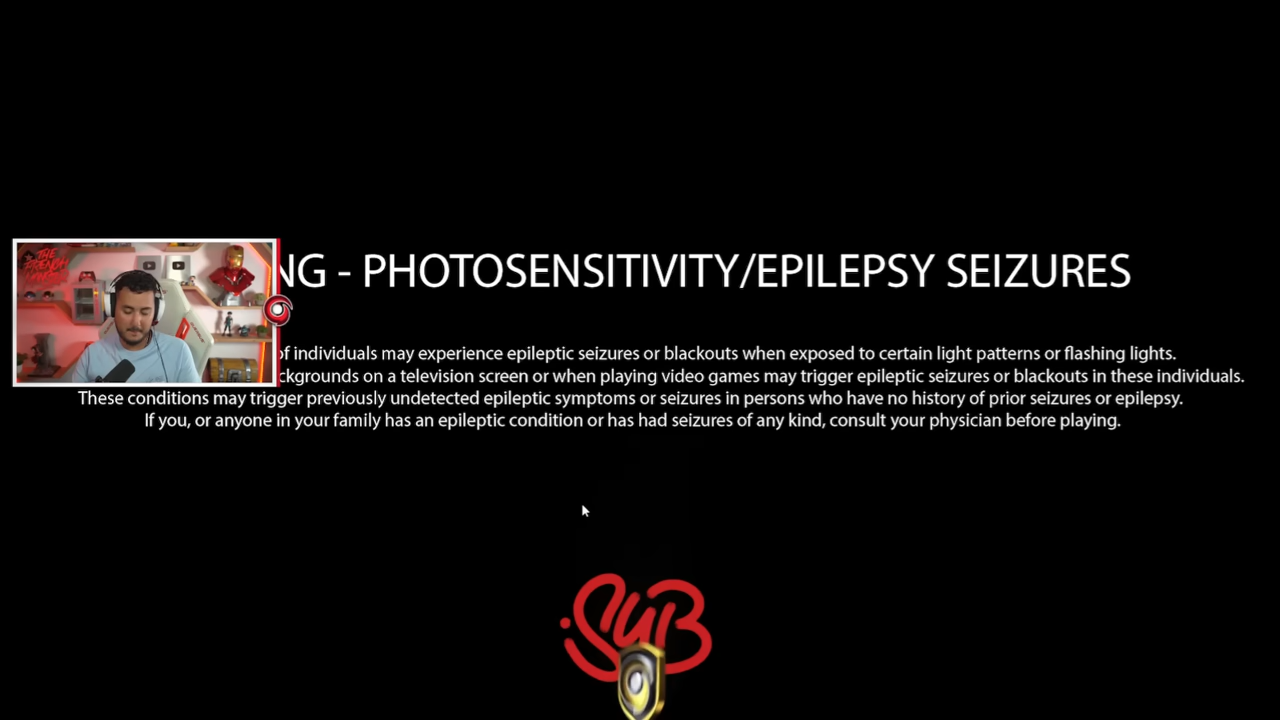 NG - PHOTOSENSITIVITY/EPILEPSY SEIZURES
of individuals may experience epileptic seizures or blackouts when exposed to certain light patterns or flashing lights.
ckgrounds on a television screen or when playing video games may trigger epileptic seizures or blackouts in these individuals.
These conditions may trigger previously undetected epileptic symptoms or seizures in persons who have no history of prior seizures or epilepsy.
If you, or anyone in your family has an epileptic condition or has had seizures of any kind, consult your physician before playing.
SUB